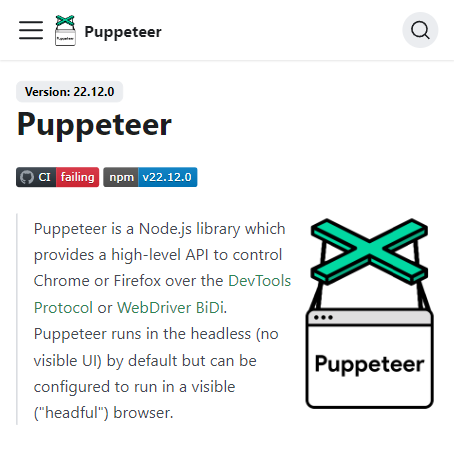 Puppeteer
Version: 22.12.0
Puppeteer
CI failing npm v22.12.0
Puppeteer is a Node.js library which
provides a high-level API to control
Chrome or Firefox over the DevTools
Protocol or WebDriver BiDi.
Puppeteer runs in the headless (no
visible UI) by default but can be
configured to run in a visible
("headful") browser.
Puppeteer